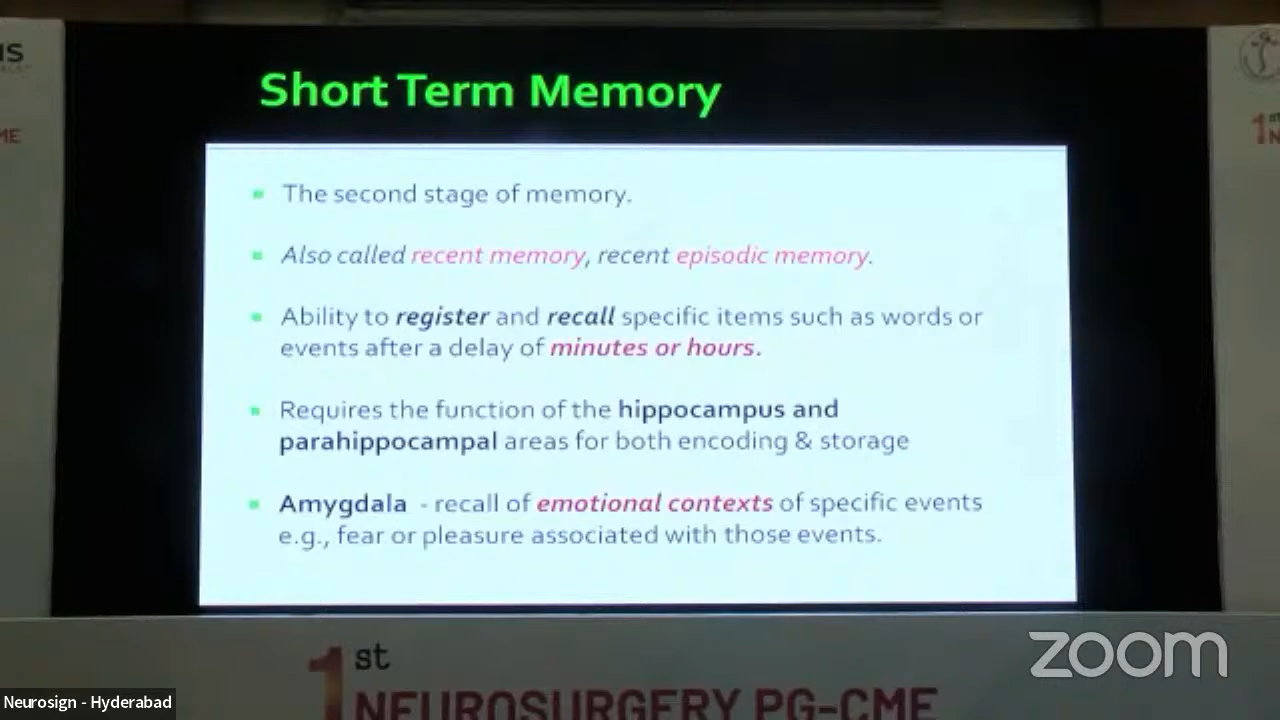 Short Term Memory
The second stage of memory.
Also called recent memory, recent episodic memory.
Ability to register and recall specific items such as words or
events after a delay of minutes or hours.
Requires the function of the hippocampus and
parahippocampal areas for both encoding & storage
Amygdala - recall of emotional contexts of specific events
e.g., fear or pleasure associated with those events.
1st
NEUROSURGERY PG-CME
zoom
Neurosign - Hyderabad
1st